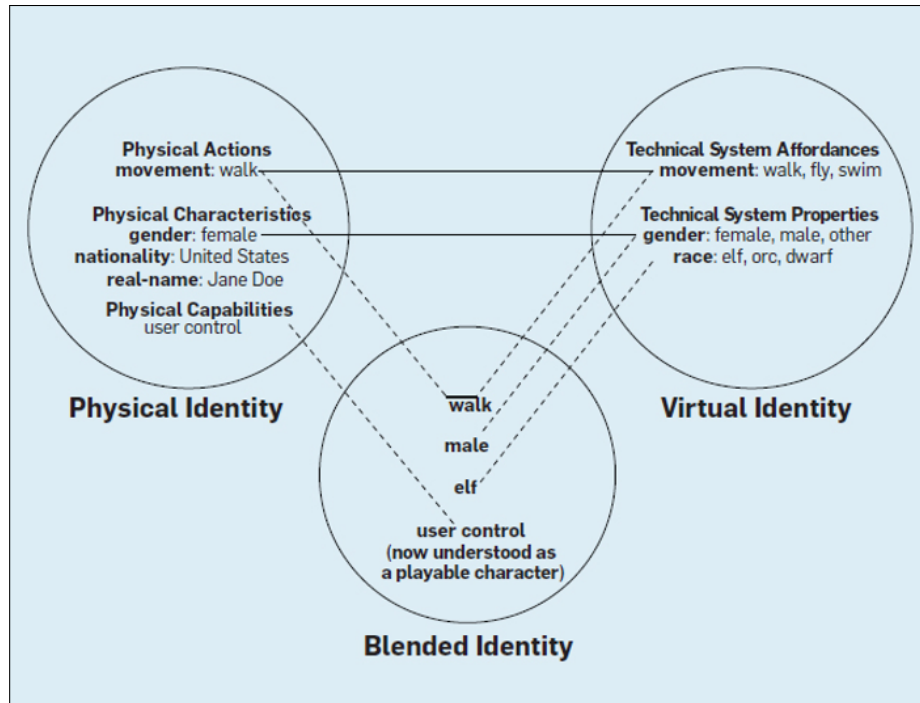 Physical Actions
movement: walk
Physical Characteristics
gender: female
nationality: United States
real-name: Jane Doe
Physical Capabilities
user control
Physical Identity
Technical System Affordances
movement: walk, fly, swim
Technical System Properties
gender: female, male, other
race: elf, orc, dwarf
Virtual Identity
walk
male
elf
user control
(now understood as
a playable character)
Blended Identity